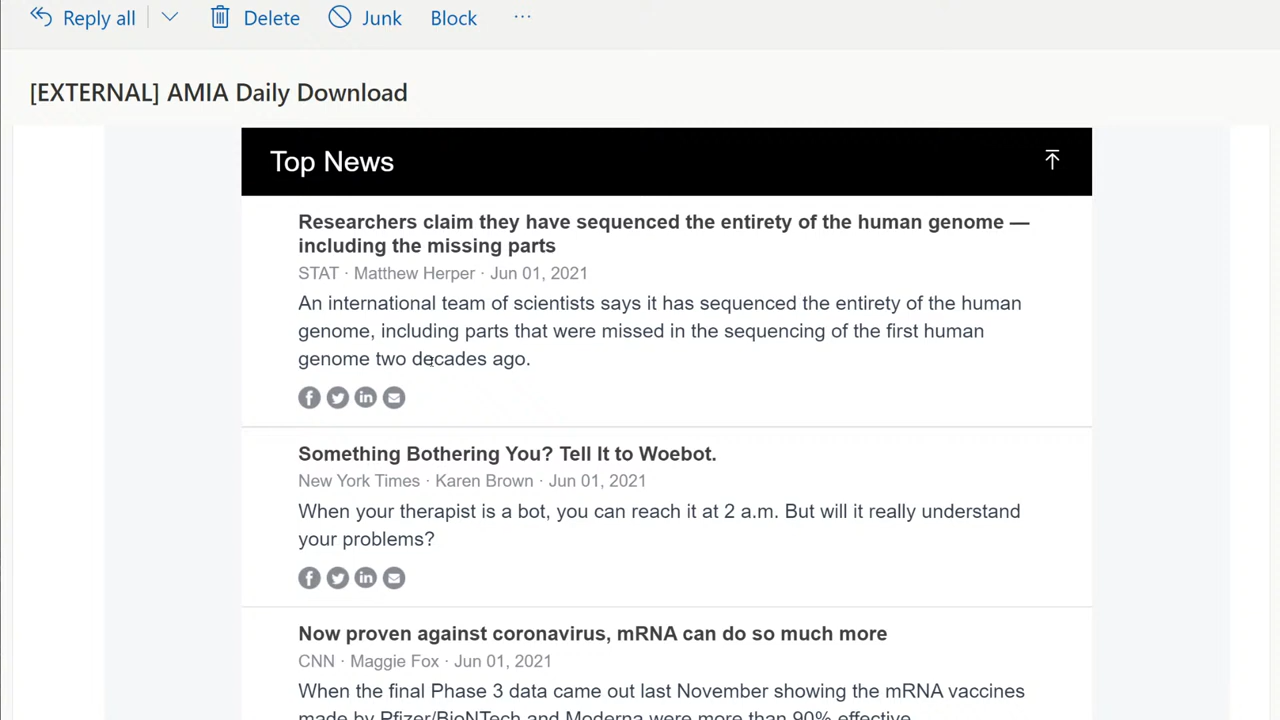 Reply all
Delete
Junk
Block
[EXTERNAL] AMIA Daily Download
Top News
Researchers claim they have sequenced the entirety of the human genome —
including the missing parts
STAT · Matthew Herper · Jun 01, 2021
An international team of scientists says it has sequenced the entirety of the human
genome, including parts that were missed in the sequencing of the first human
genome two decades ago.
Something Bothering You? Tell It to Woebot.
New York Times · Karen Brown · Jun 01, 2021
When your therapist is a bot, you can reach it at 2 a.m. But will it really understand
your problems?
Now proven against coronavirus, mRNA can do so much more
CNN · Maggie Fox · Jun 01, 2021
When the final Phase 3 data came out last November showing the mRNA vaccines
made by Pfizer/BioNTech and Moderna were more than 90% effective